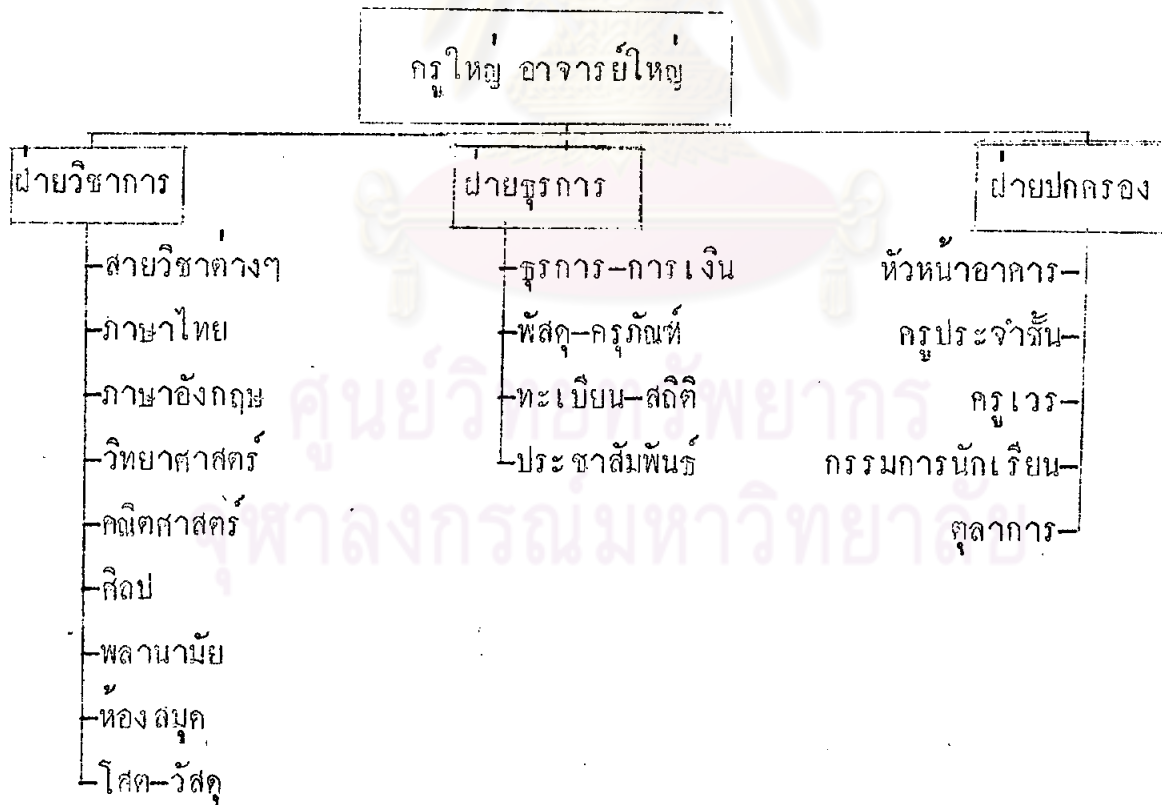 ครูใหญ่ อาจารย์ใหญ่
ฝ่ายวิชาการ
สายวิชาต่างๆ
ภาษาไทย
ภาษาอังกฤษ
วิทยาศาสตร์
คณิตศาสตร์
ศิลป
พลานามัย
ห้องสมุด
โสต-วัสดุ
ฝ่ายธุรการ
ธุรการ-การเงิน
พัสดุ-ครุภัณฑ์
ทะเบียน-สถิติ
ประชาสัมพันธ์
ฝ่ายปกครอง
หัวหน้าอาคาร
ครูประจำชั้น
ครูเวร
กรรมการนักเรียน
ตุลาการ
ศูนย์วิทยทรัพยากร
จุฬาลงกรณ์มหาวิทยาลัย